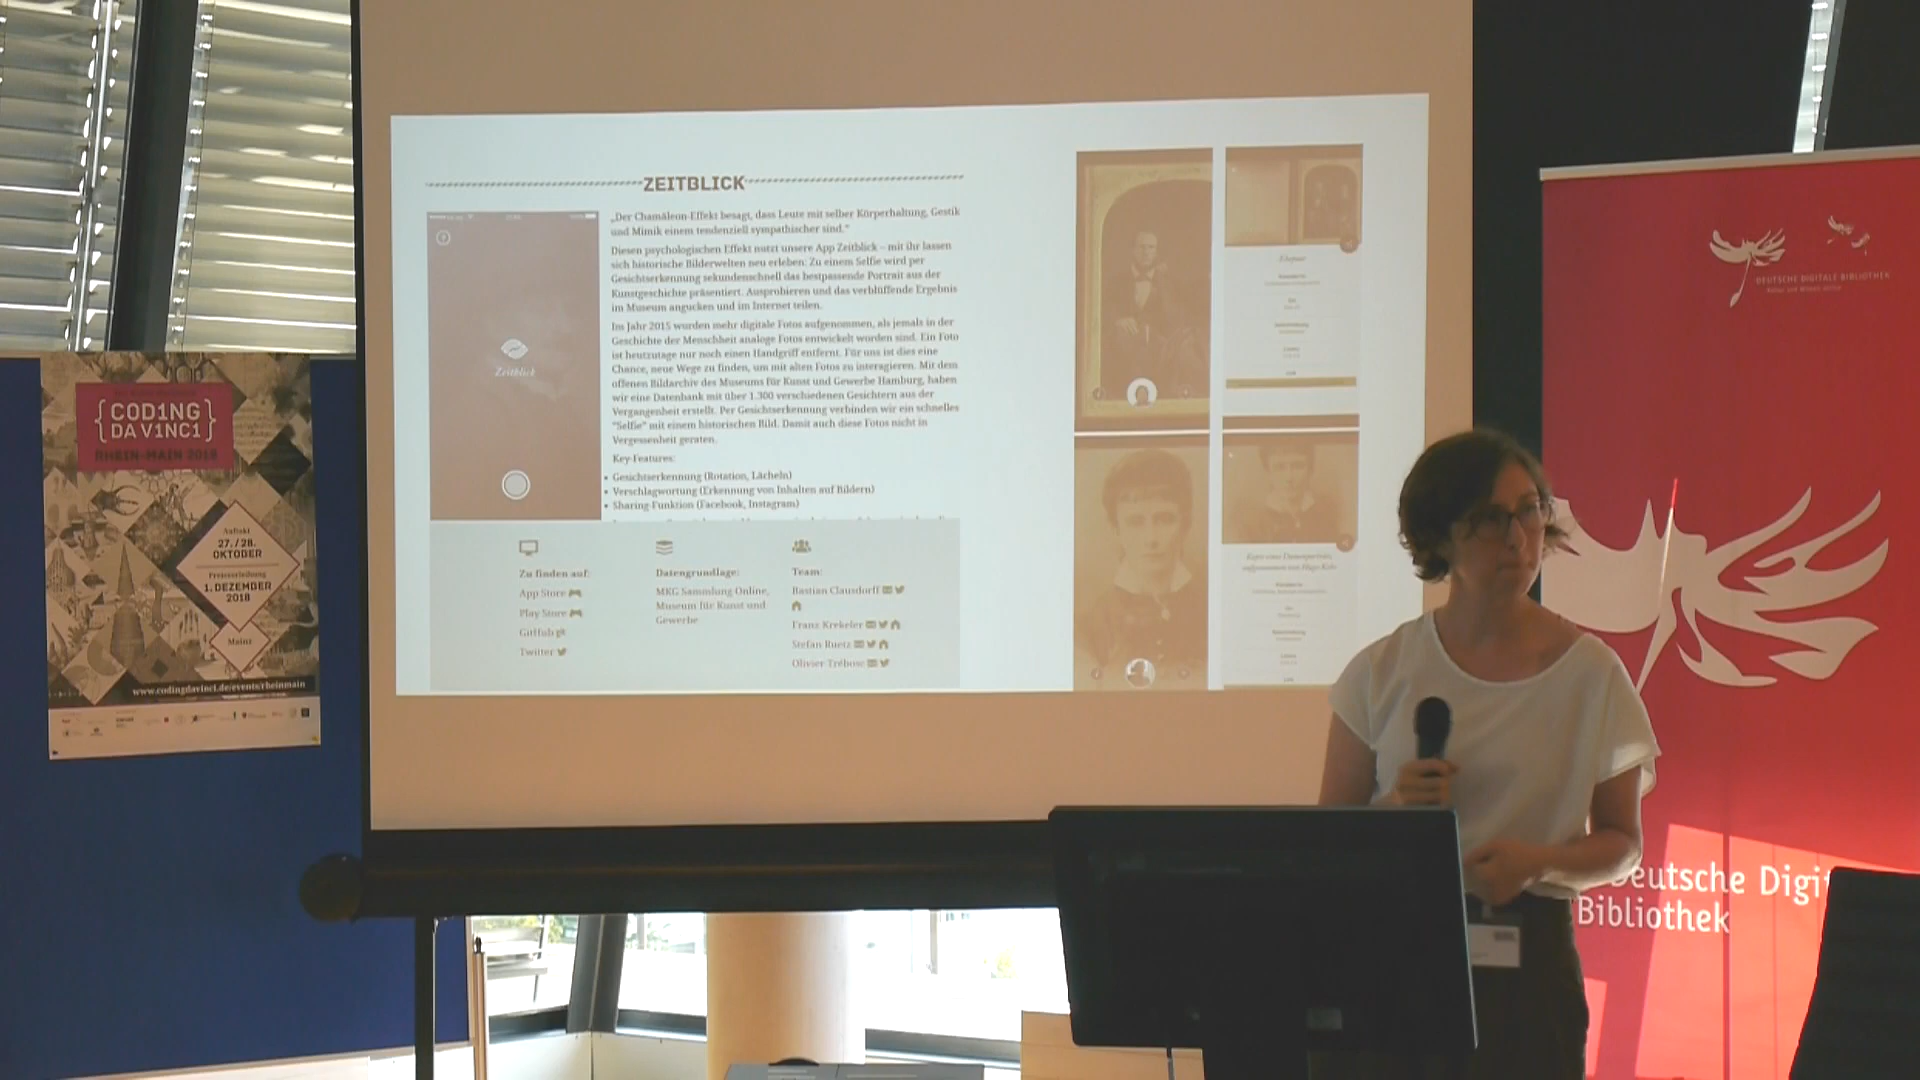 ZEITBLICK
„Der Chamäleon-Effekt besagt, dass Leute mit selber Körperhaltung, Gestik
und Mimik einem tendenziell sympathischer sind."
Diesen psychologischen Effekt nutzt unsere App Zeitblick – mit ihr lassen
sich historische Bilderwelten neu erleben: Zu einem Selfie wird per
Gesichtserkennung sekundenschnell das bestpassende Portrait aus der
Kunstgeschichte präsentiert. Ausprobieren und das verblüffende Ergebnis
im Museum angucken und im Internet teilen.
Im Jahr 2015 wurden mehr digitale Fotos aufgenommen, als jemals in der
Geschichte der Menschheit analoge Fotos entwickelt worden sind. Ein Foto
ist heutzutage nur noch einen Handgriff entfernt. Für uns ist dies eine
Chance, neue Wege zu finden, um mit alten Fotos zu interagieren. Mit dem
offenen Bildarchiv des Museums für Kunst und Gewerbe Hamburg, haben
wir eine Datenbank mit über 1.300 verschiedenen Gesichtern aus der
Vergangenheit erstellt. Per Gesichtserkennung verbinden wir ein schnelles
"Selfie" mit einem historischen Bild. Damit auch diese Fotos nicht in
Vergessenheit geraten.
Key-Features:
• Gesichtserkennung (Rotation, Lächeln)
• Verschlagwortung (Erkennung von Inhalten auf Bildern)
• Sharing-Funktion (Facebook, Instagram)
Zeitblick
Zu finden auf:
App Store
Play Store
GitHub
Twitter
Datengrundlage:
MKG Sammlung Online,
Museum für Kunst und
Gewerbe
Team:
Bastian Clausdorff
Franz Krekeler
Stefan Ruetz
Olivier Trébosc
Ehepaar
{COD1NG
DA V1NC1}
RHEIN-MAIN 2018
Auftakt
27. / 28.
OKTOBER
Preisverleihung
1. DEZEMBER
2018
Mainz
www.codingdavinci.de/events/rheinmain
DEUTSCHE DIGITALE BIBLIOTHEK
Kultur und Wissen online
Deutsche Digi
Bibliothek